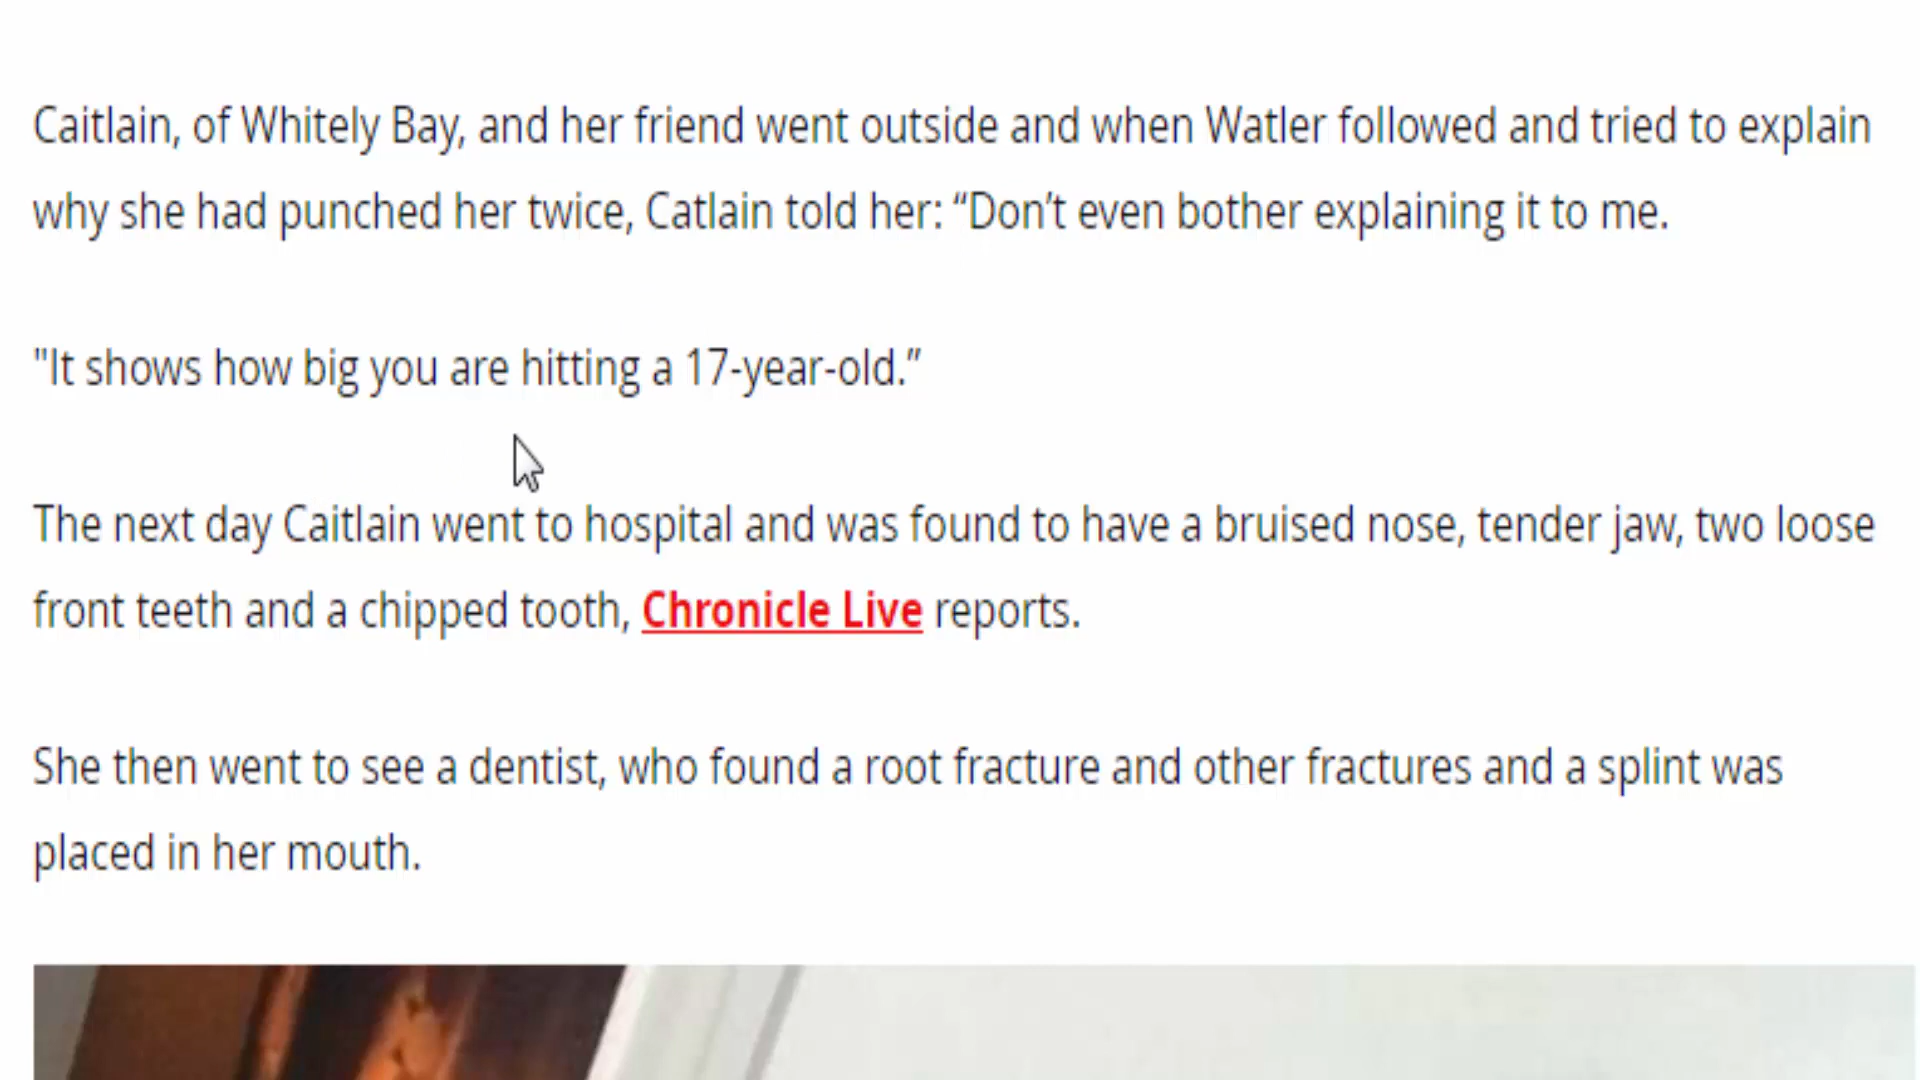 Caitlain, of Whitely Bay, and her friend went outside and when Watler followed and tried to explain
why she had punched her twice, Catlain told her: “Don’t even bother explaining it to me.
"It shows how big you are hitting a 17-year-old.”
The next day Caitlain went to hospital and was found to have a bruised nose, tender jaw, two loose
front teeth and a chipped tooth, Chronicle Live reports.
She then went to see a dentist, who found a root fracture and other fractures and a splint was
placed in her mouth.